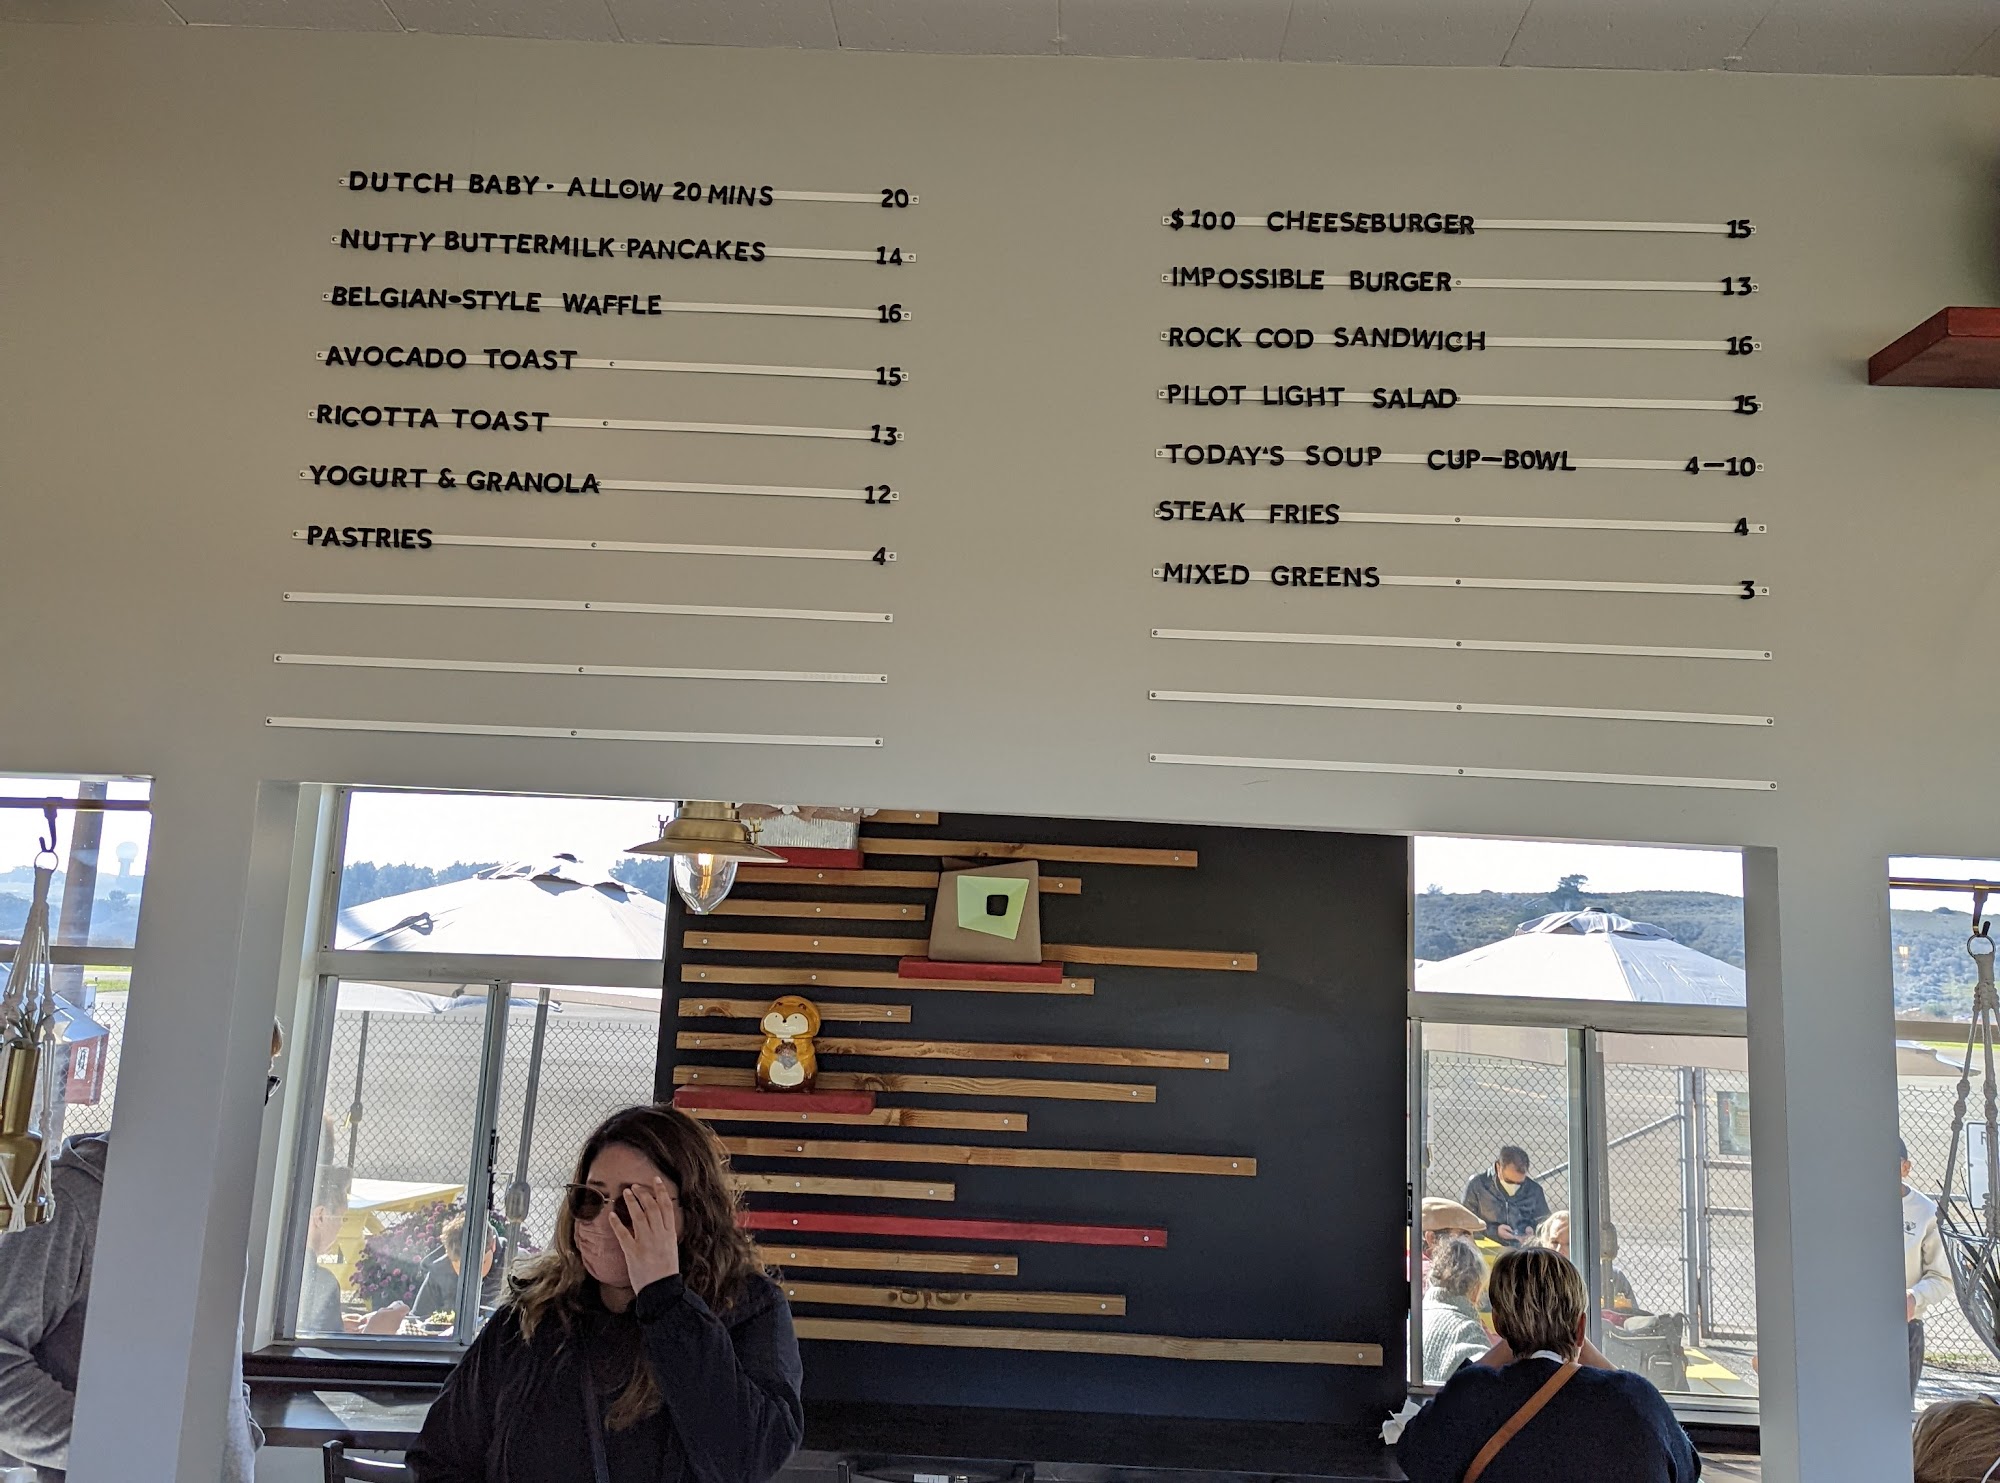 DUTCH BABY · ALLOW 20 MINS 20
NUTTY BUTTERMILK PANCAKES 14
BELGIAN-STYLE WAFFLE 16
AVOCADO TOAST 15
RICOTTA TOAST 13
YOGURT & GRANOLA 12
PASTRIES 4
$100 CHEESEBURGER 15
IMPOSSIBLE BURGER 13
ROCK COD SANDWICH 16
PILOT LIGHT SALAD 15
TODAY'S SOUP CUP—BOWL 4—10
STEAK FRIES 4
MIXED GREENS 3